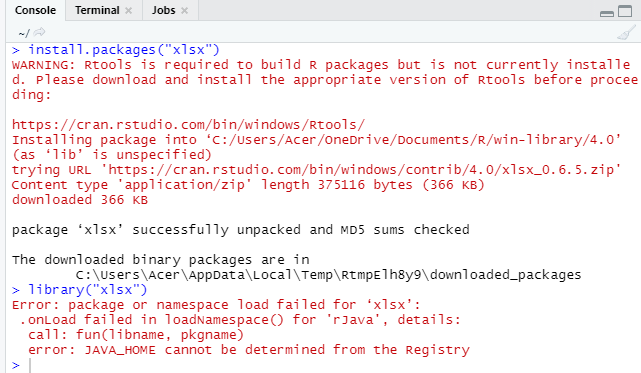 Console Terminal × Jobs ×
~/
> install.packages("xlsx")
WARNING: Rtools is required to build R packages but is not currently installe
d. Please download and install the appropriate version of Rtools before procee
ding:
https://cran.rstudio.com/bin/windows/Rtools/
Installing package into ‘C:/Users/Acer/OneDrive/Documents/R/win-library/4.0’
(as ‘lib’ is unspecified)
trying URL 'https://cran.rstudio.com/bin/windows/contrib/4.0/xlsx_0.6.5.zip'
Content type 'application/zip' length 375116 bytes (366 KB)
downloaded 366 KB
package ‘xlsx’ successfully unpacked and MD5 sums checked
The downloaded binary packages are in
C:\Users\Acer\AppData\Local\Temp\RtmpElh8y9\downloaded_packages
> library("xlsx")
Error: package or namespace load failed for ‘xlsx’:
.onLoad failed in loadNamespace() for 'rJava', details:
call: fun(libname, pkgname)
error: JAVA_HOME cannot be determined from the Registry
>